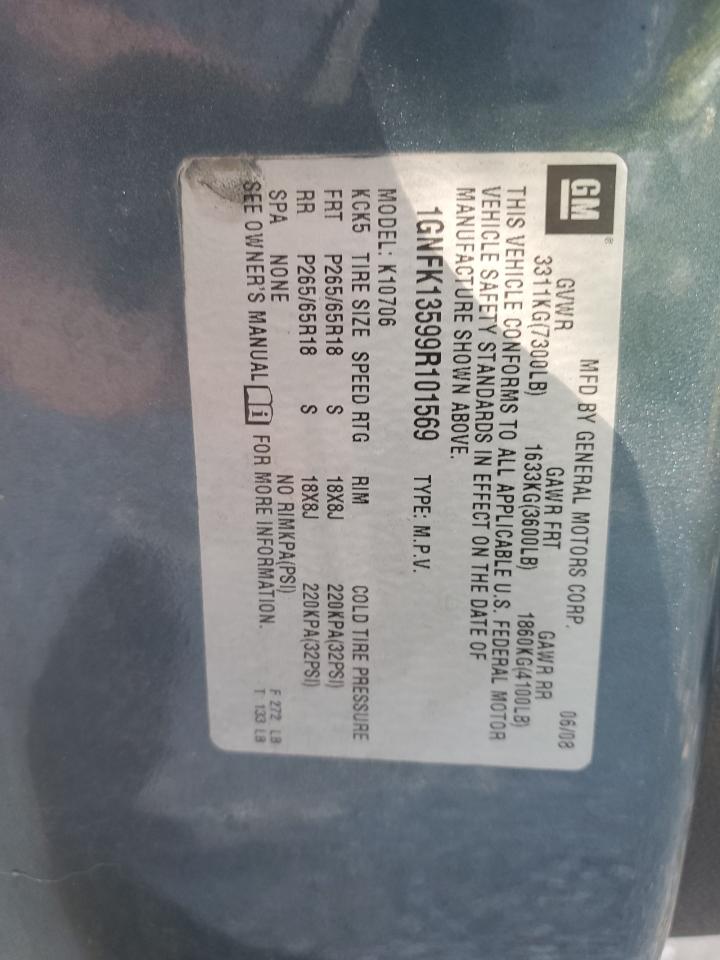 GM ®
MFD BY GENERAL MOTORS CORP. 06/08
GVWR GAWR FRT GAWR RR
3311KG(7300LB) 1633KG(3600LB) 1860KG(4100LB)
THIS VEHICLE CONFORMS TO ALL APPLICABLE U.S. FEDERAL MOTOR
VEHICLE SAFETY STANDARDS IN EFFECT ON THE DATE OF
MANUFACTURE SHOWN ABOVE.
1GNFK13599R101569 TYPE: M.P.V.
MODEL: K10706
KCK5 TIRE SIZE SPEED RTG RIM COLD TIRE PRESSURE
FRT P265/65R18 S 18X8J 220KPA(32PSI)
RR P265/65R18 S 18X8J 220KPA(32PSI)
SPA NONE NO RIMKPA(PSI) F 272 LB
SEE OWNER'S MANUAL i FOR MORE INFORMATION. T 133 LB